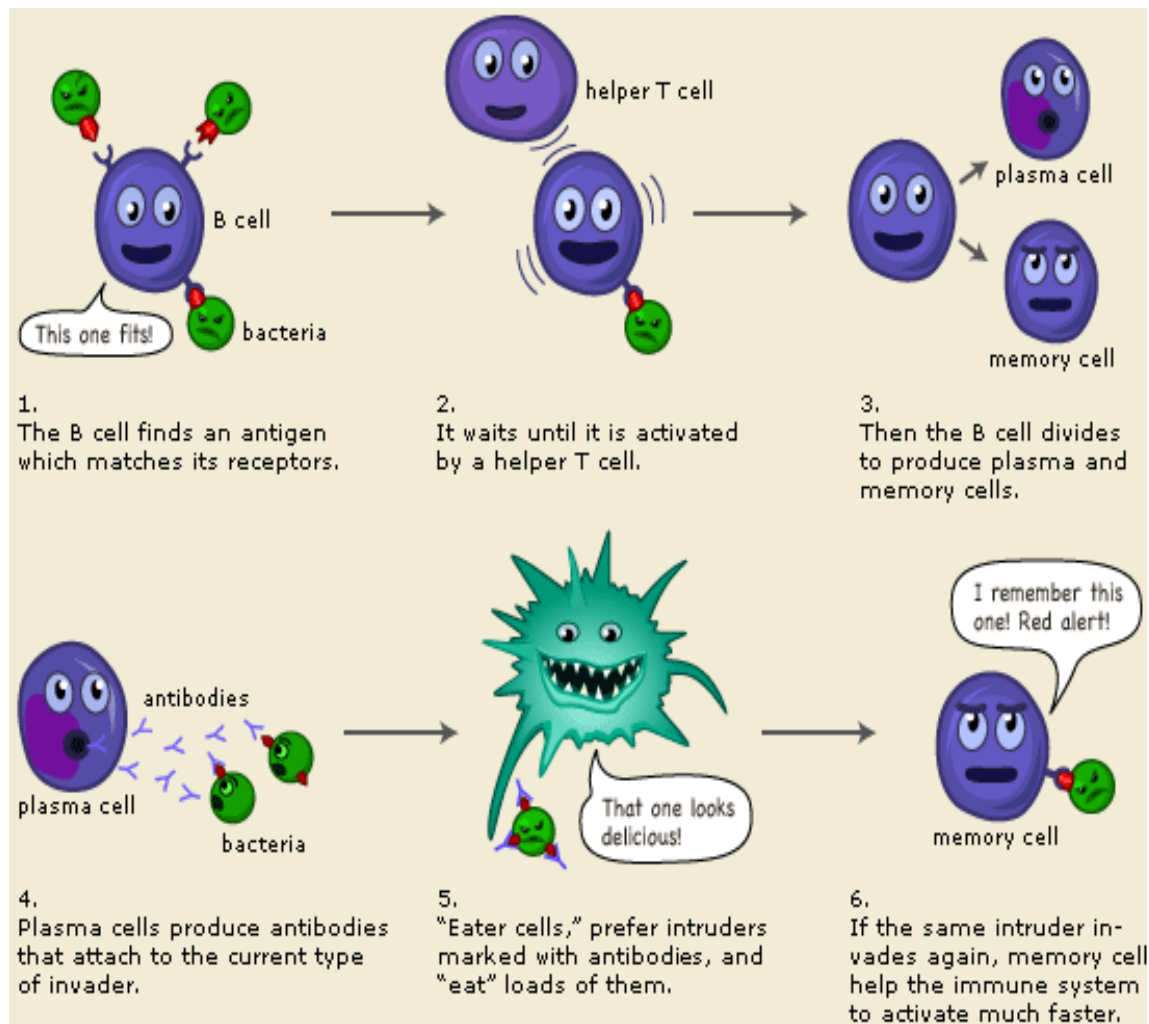 helper T cell
B cell
This one fits!
bacteria
plasma cell
memory cell
1.
The B cell finds an antigen
which matches its receptors.
2.
It waits until it is activated
by a helper T cell.
3.
Then the B cell divides
to produce plasma and
memory cells.
antibodies
plasma cell
bacteria
That one looks
delicious!
I remember this
one! Red alert!
memory cell
4.
Plasma cells produce antibodies
that attach to the current type
of invader.
5.
“Eater cells,” prefer intruders
marked with antibodies, and
“eat” loads of them.
6.
If the same intruder in-
vades again, memory cell
help the immune system
to activate much faster.